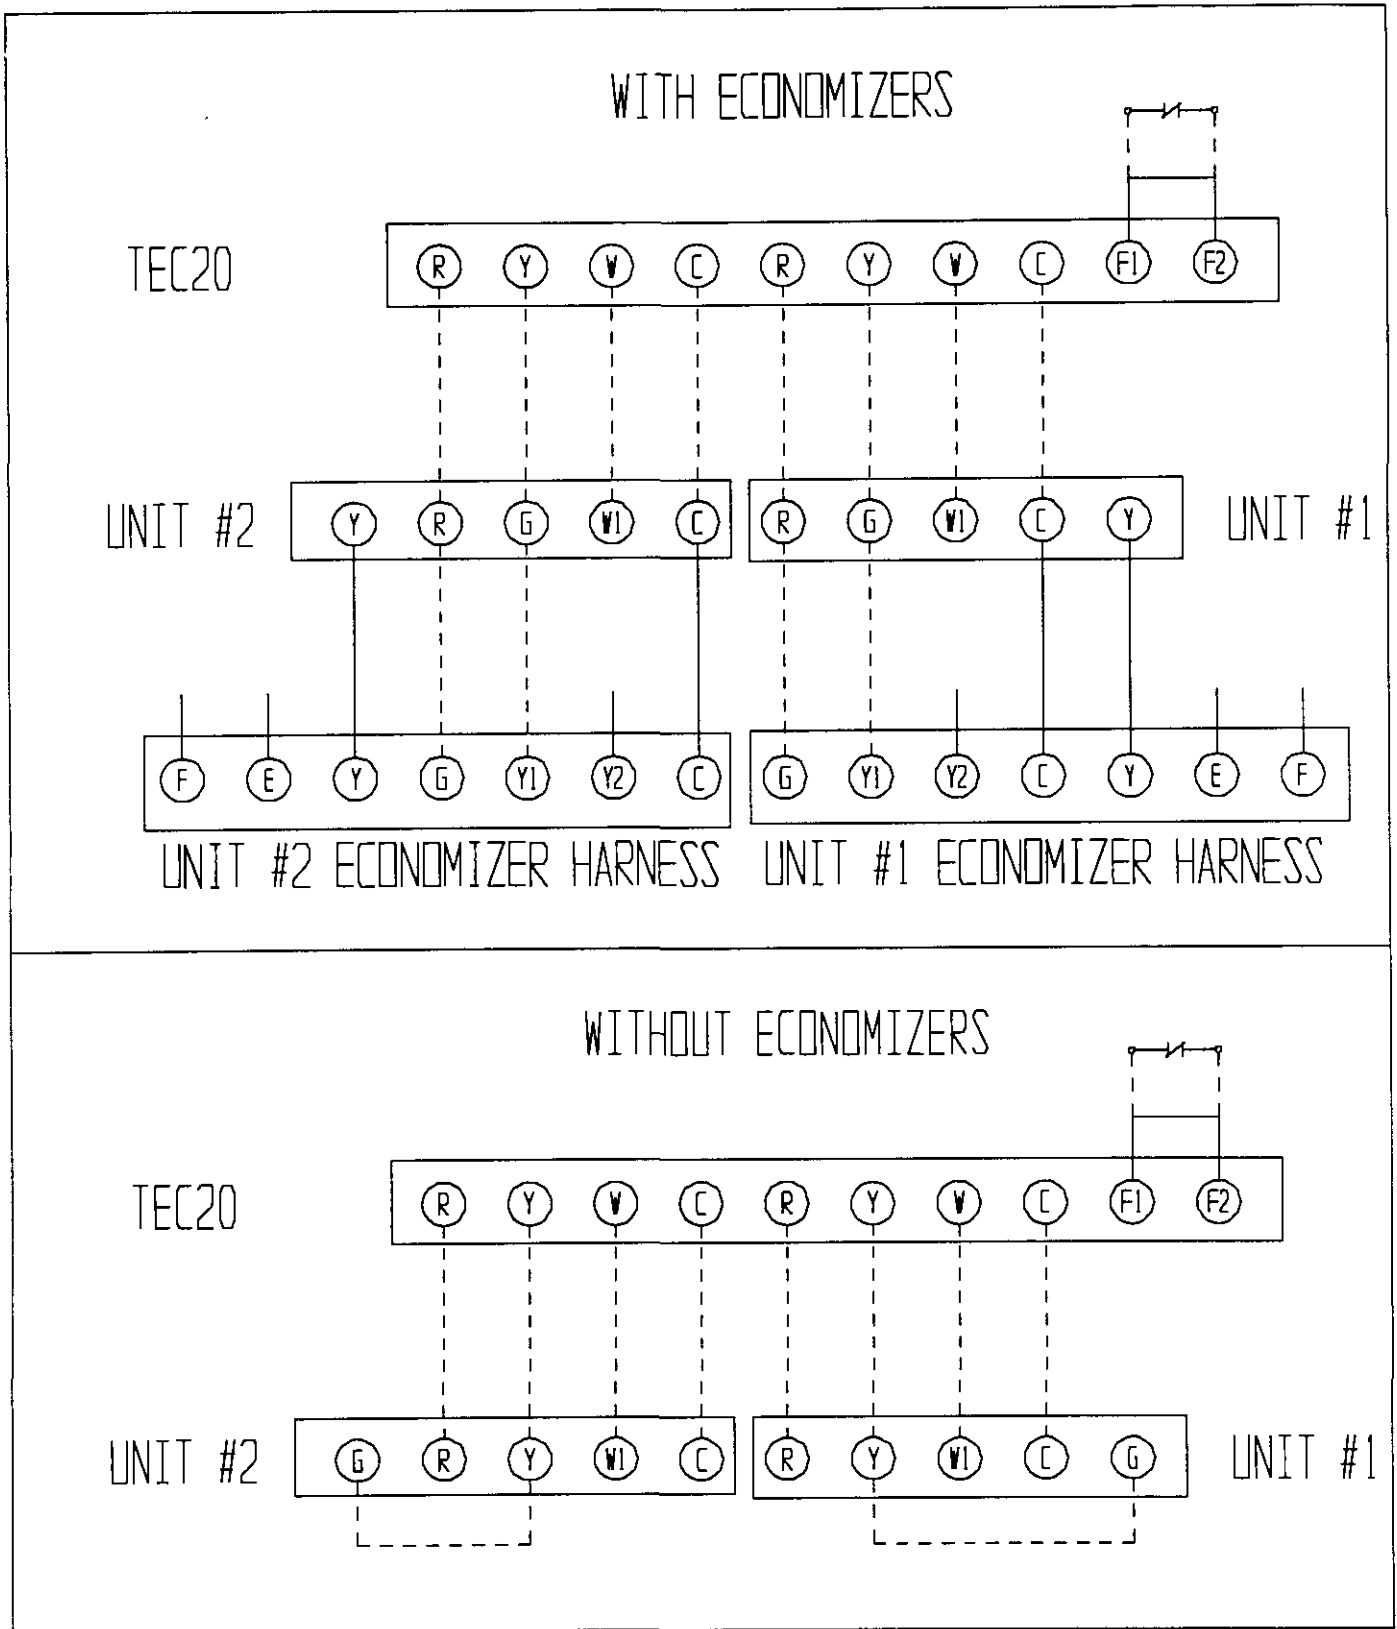 WITH ECONOMIZERS
TEC20 R Y W C R Y W C F1 F2
UNIT #2 Y R G W1 C R G W1 C Y UNIT #1
F E Y G Y1 Y2 C G Y1 Y2 C Y E F
UNIT #2 ECONOMIZER HARNESS UNIT #1 ECONOMIZER HARNESS
WITHOUT ECONOMIZERS
TEC20 R Y W C R Y W C F1 F2
UNIT #2 G R Y W1 C R Y W1 C G UNIT #1